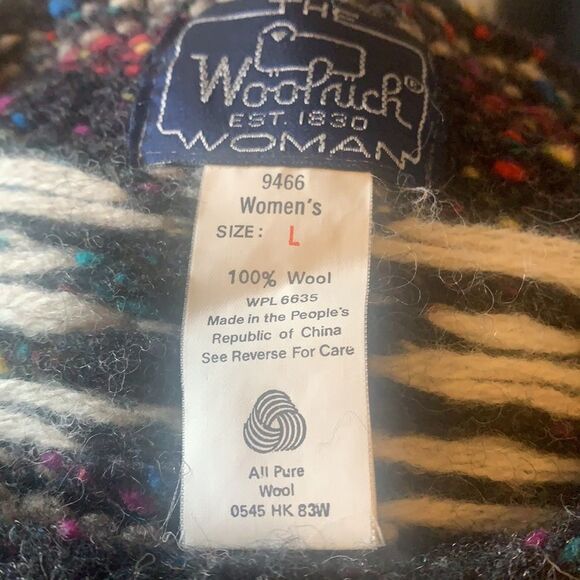 THE
Woolrich®
EST. 1830
WOMAN
9466
Women's
SIZE: L
100% Wool
WPL 6635
Made in the People's
Republic of China
See Reverse For Care
All Pure
Wool
0545 HK 83W